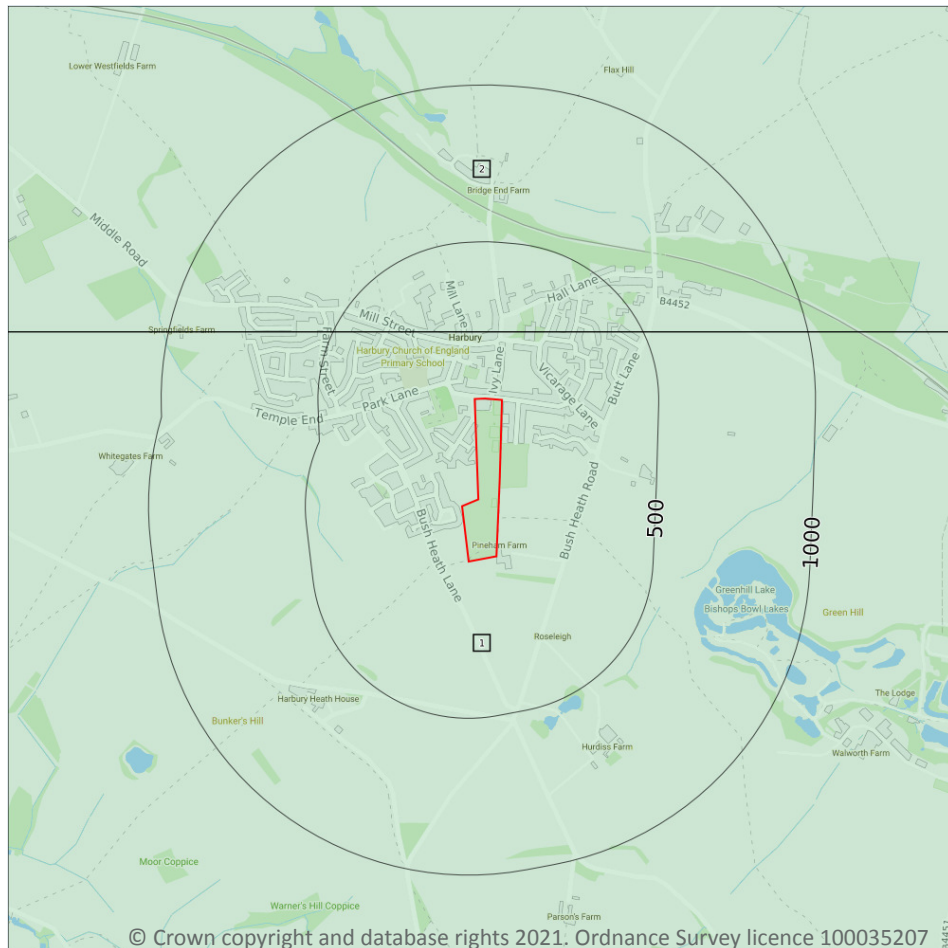 Lower Westfields Farm
Flax Hill
2
Bridge End Farm
Middle Road
Mill Lane
Hall Lane
B4452
Mill Street
Springfields Farm
Harbury
Farm Street
Harbury Church of England
Primary School
Ivy Lane
Vicarage Lane
Butt Lane
Park Lane
Temple End
Whitegates Farm
Bush Heath Road
500
1000
Bush Heath Lane
Pineham Farm
Greenhill Lake
Bishops Bowl Lakes
Green Hill
1
Roseleigh
Harbury Heath House
The Lodge
Bunker's Hill
Hurdiss Farm
Walworth Farm
Moor Coppice
Warner's Hill Coppice
Parson's Farm
© Crown copyright and database rights 2021. Ordnance Survey licence 100035207